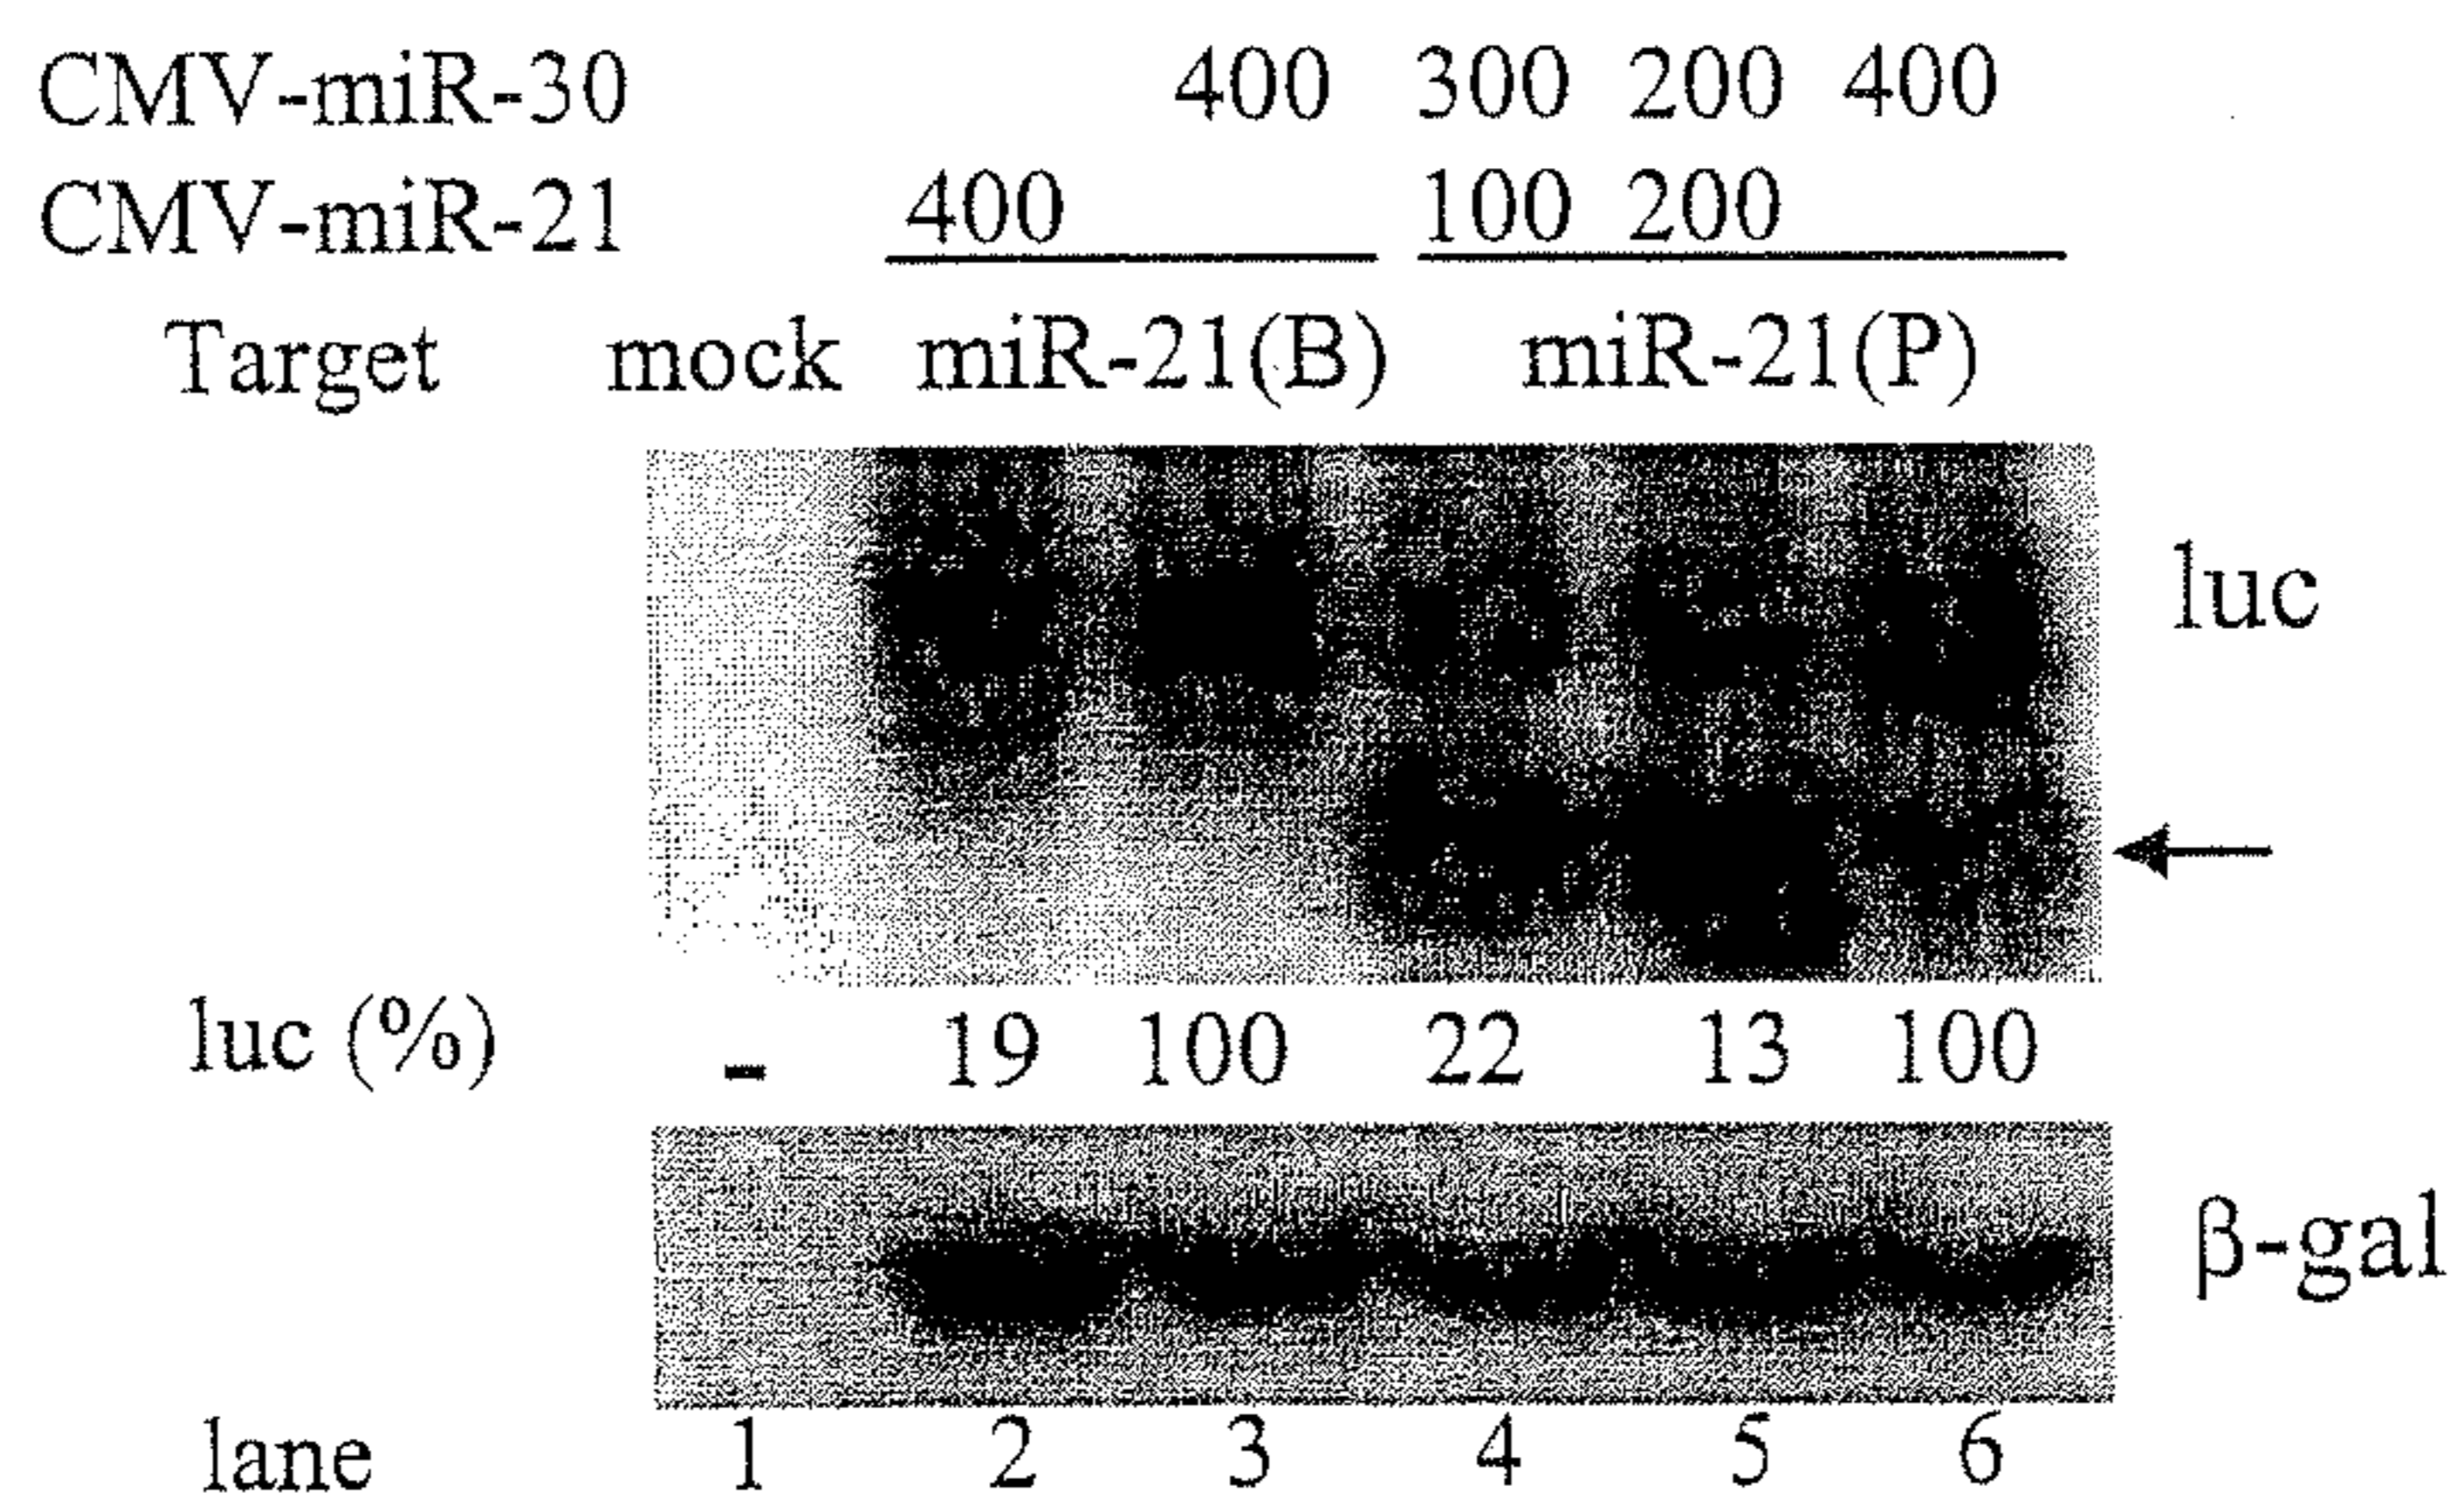 CMV-miR-30 400 300 200 400
CMV-miR-21 400 100 200
Target mock miR-21(B) miR-21(P)
luc
luc (%) - 19 100 22 13 100
β-gal
lane 1 2 3 4 5 6